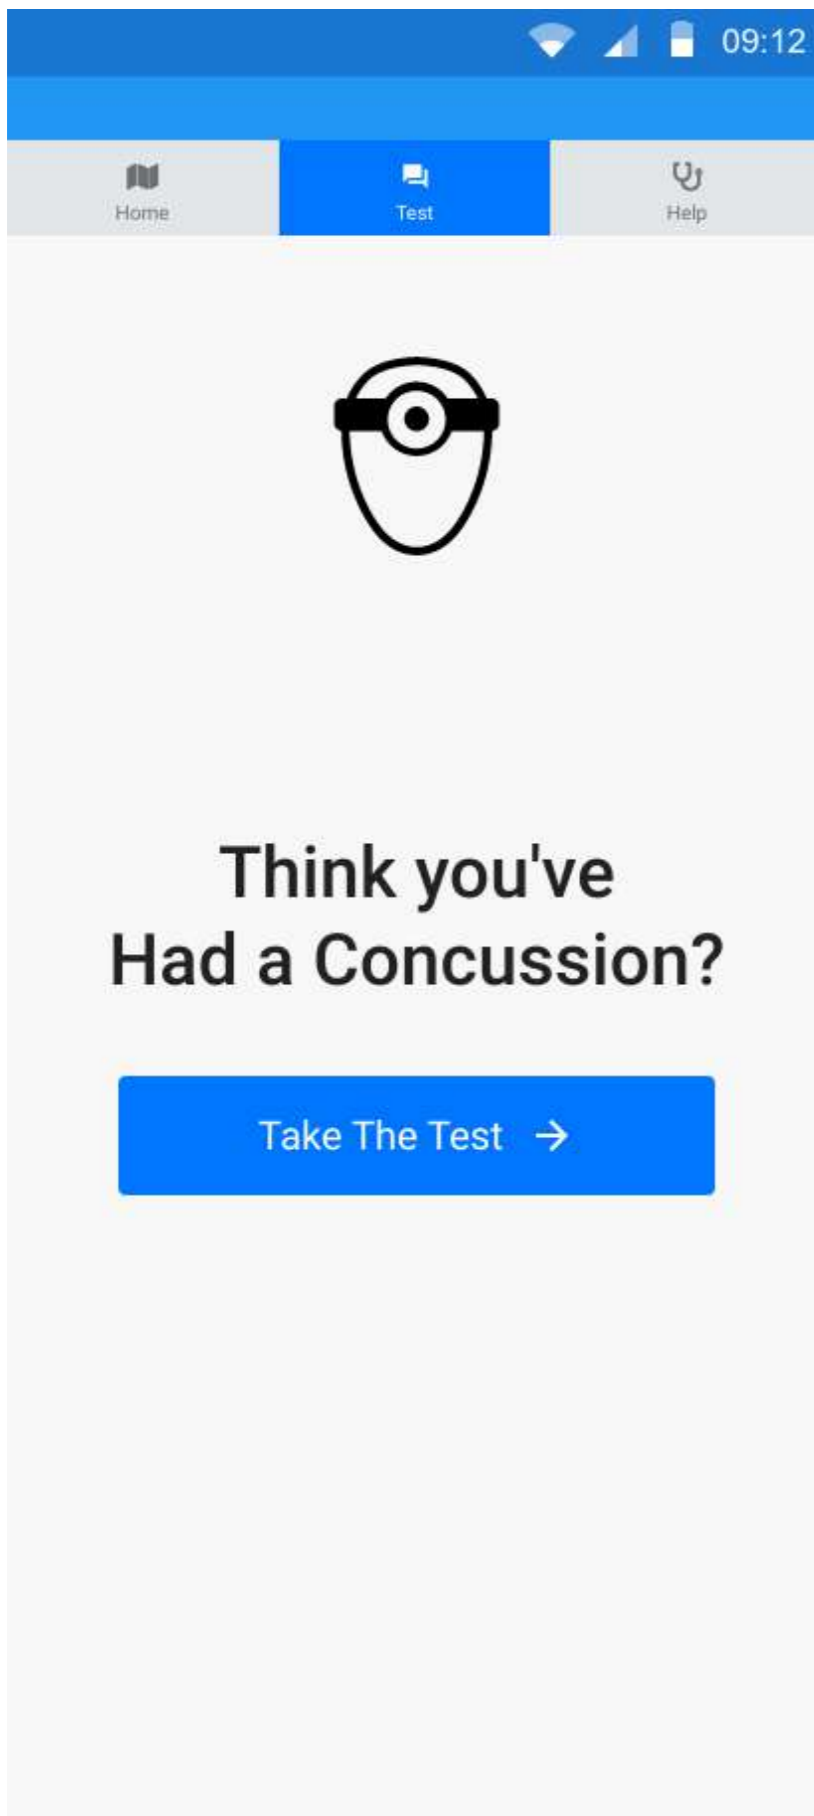 09:12
Home
Test
Help
Think you've
Had a Concussion?
Take The Test →